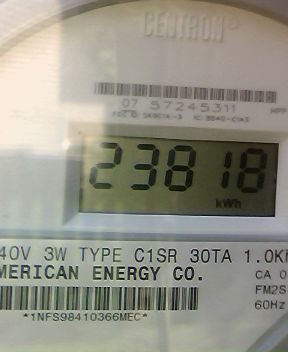 CENTRON
07 57245311
23818
kWh
40V 3W TYPE C1SR 30TA 1.0K
MERICAN ENERGY CO.
CA 0
FM2S
60Hz
*1NFS98410366MEC*